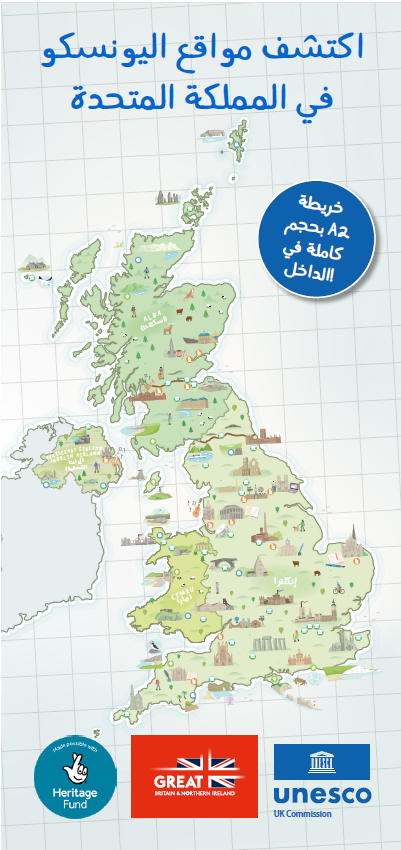 اكتشف مواقع اليونسكو
في المملكة المتحدة
خريطة
بحجم A2
كاملة في
الداخل!
ALBA
CYMRU
إنكلترا
Made possible with
Heritage
Fund
GREAT
BRITAIN & NORTHERN IRELAND
unesco
UK Commission